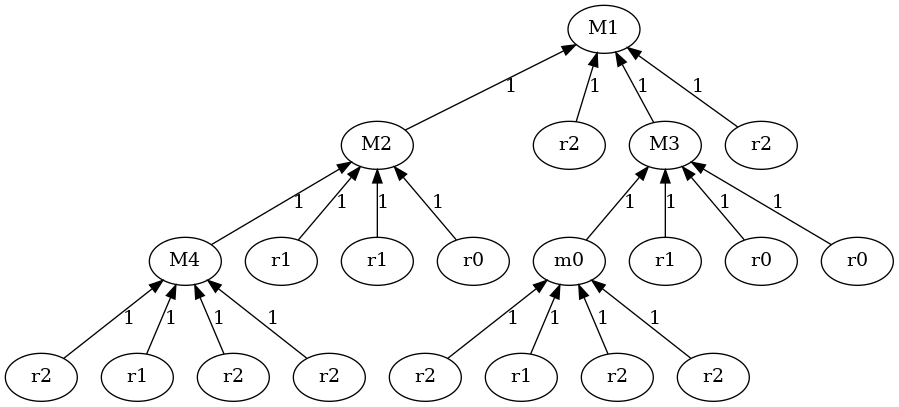 M1
1 1 1 1
M2 r2 M3 r2
1 1 1 1 1 1 1 1
M4 r1 r1 r0 m0 r1 r0 r0
1 1 1 1 1 1 1 1
r2 r1 r2 r2 r2 r1 r2 r2